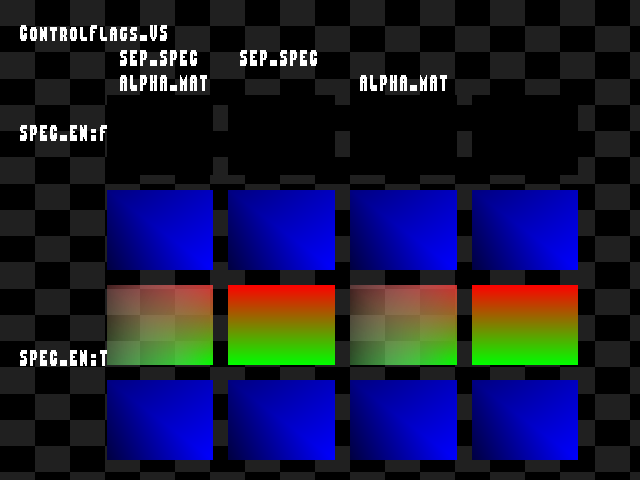 ControlFlags_VS
SEP_SPEC SEP_SPEC
ALPHA_MAT ALPHA_MAT
SPEC_EN:F
SPEC_EN:T